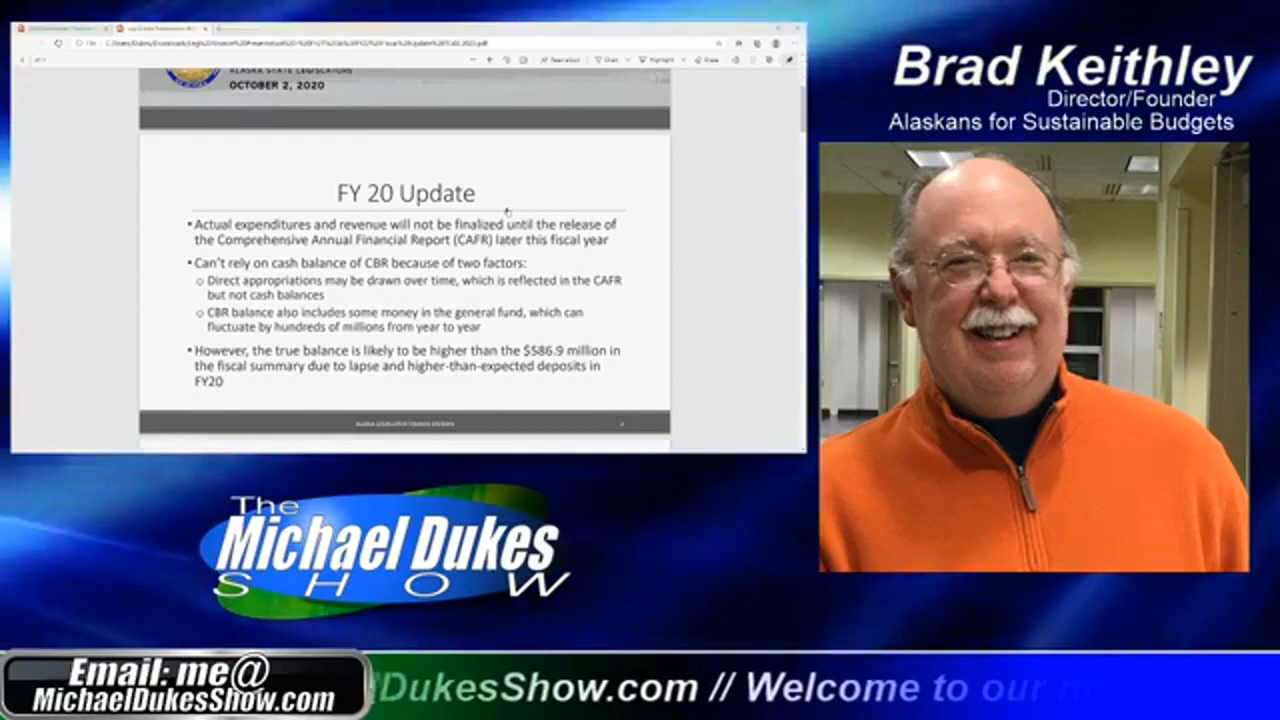 ALASKA STATE LEGISLATURE
OCTOBER 2, 2020
FY 20 Update
• Actual expenditures and revenue will not be finalized until the release of
the Comprehensive Annual Financial Report (CAFR) later this fiscal year
• Can't rely on cash balance of CBR because of two factors:
o Direct appropriations may be drawn over time, which is reflected in the CAFR
but not cash balances
o CBR balance also includes some money in the general fund, which can
fluctuate by hundreds of millions from year to year
• However, the true balance is likely to be higher than the $586.9 million in
the fiscal summary due to lapse and higher-than-expected deposits in
FY20
ALASKA LEGISLATIVE FINANCE DIVISION
Brad Keithley
Director/Founder
Alaskans for Sustainable Budgets
The
Michael Dukes
SHOW
Email: me@
MichaelDukesShow.com
DukesShow.com // Welcome to our